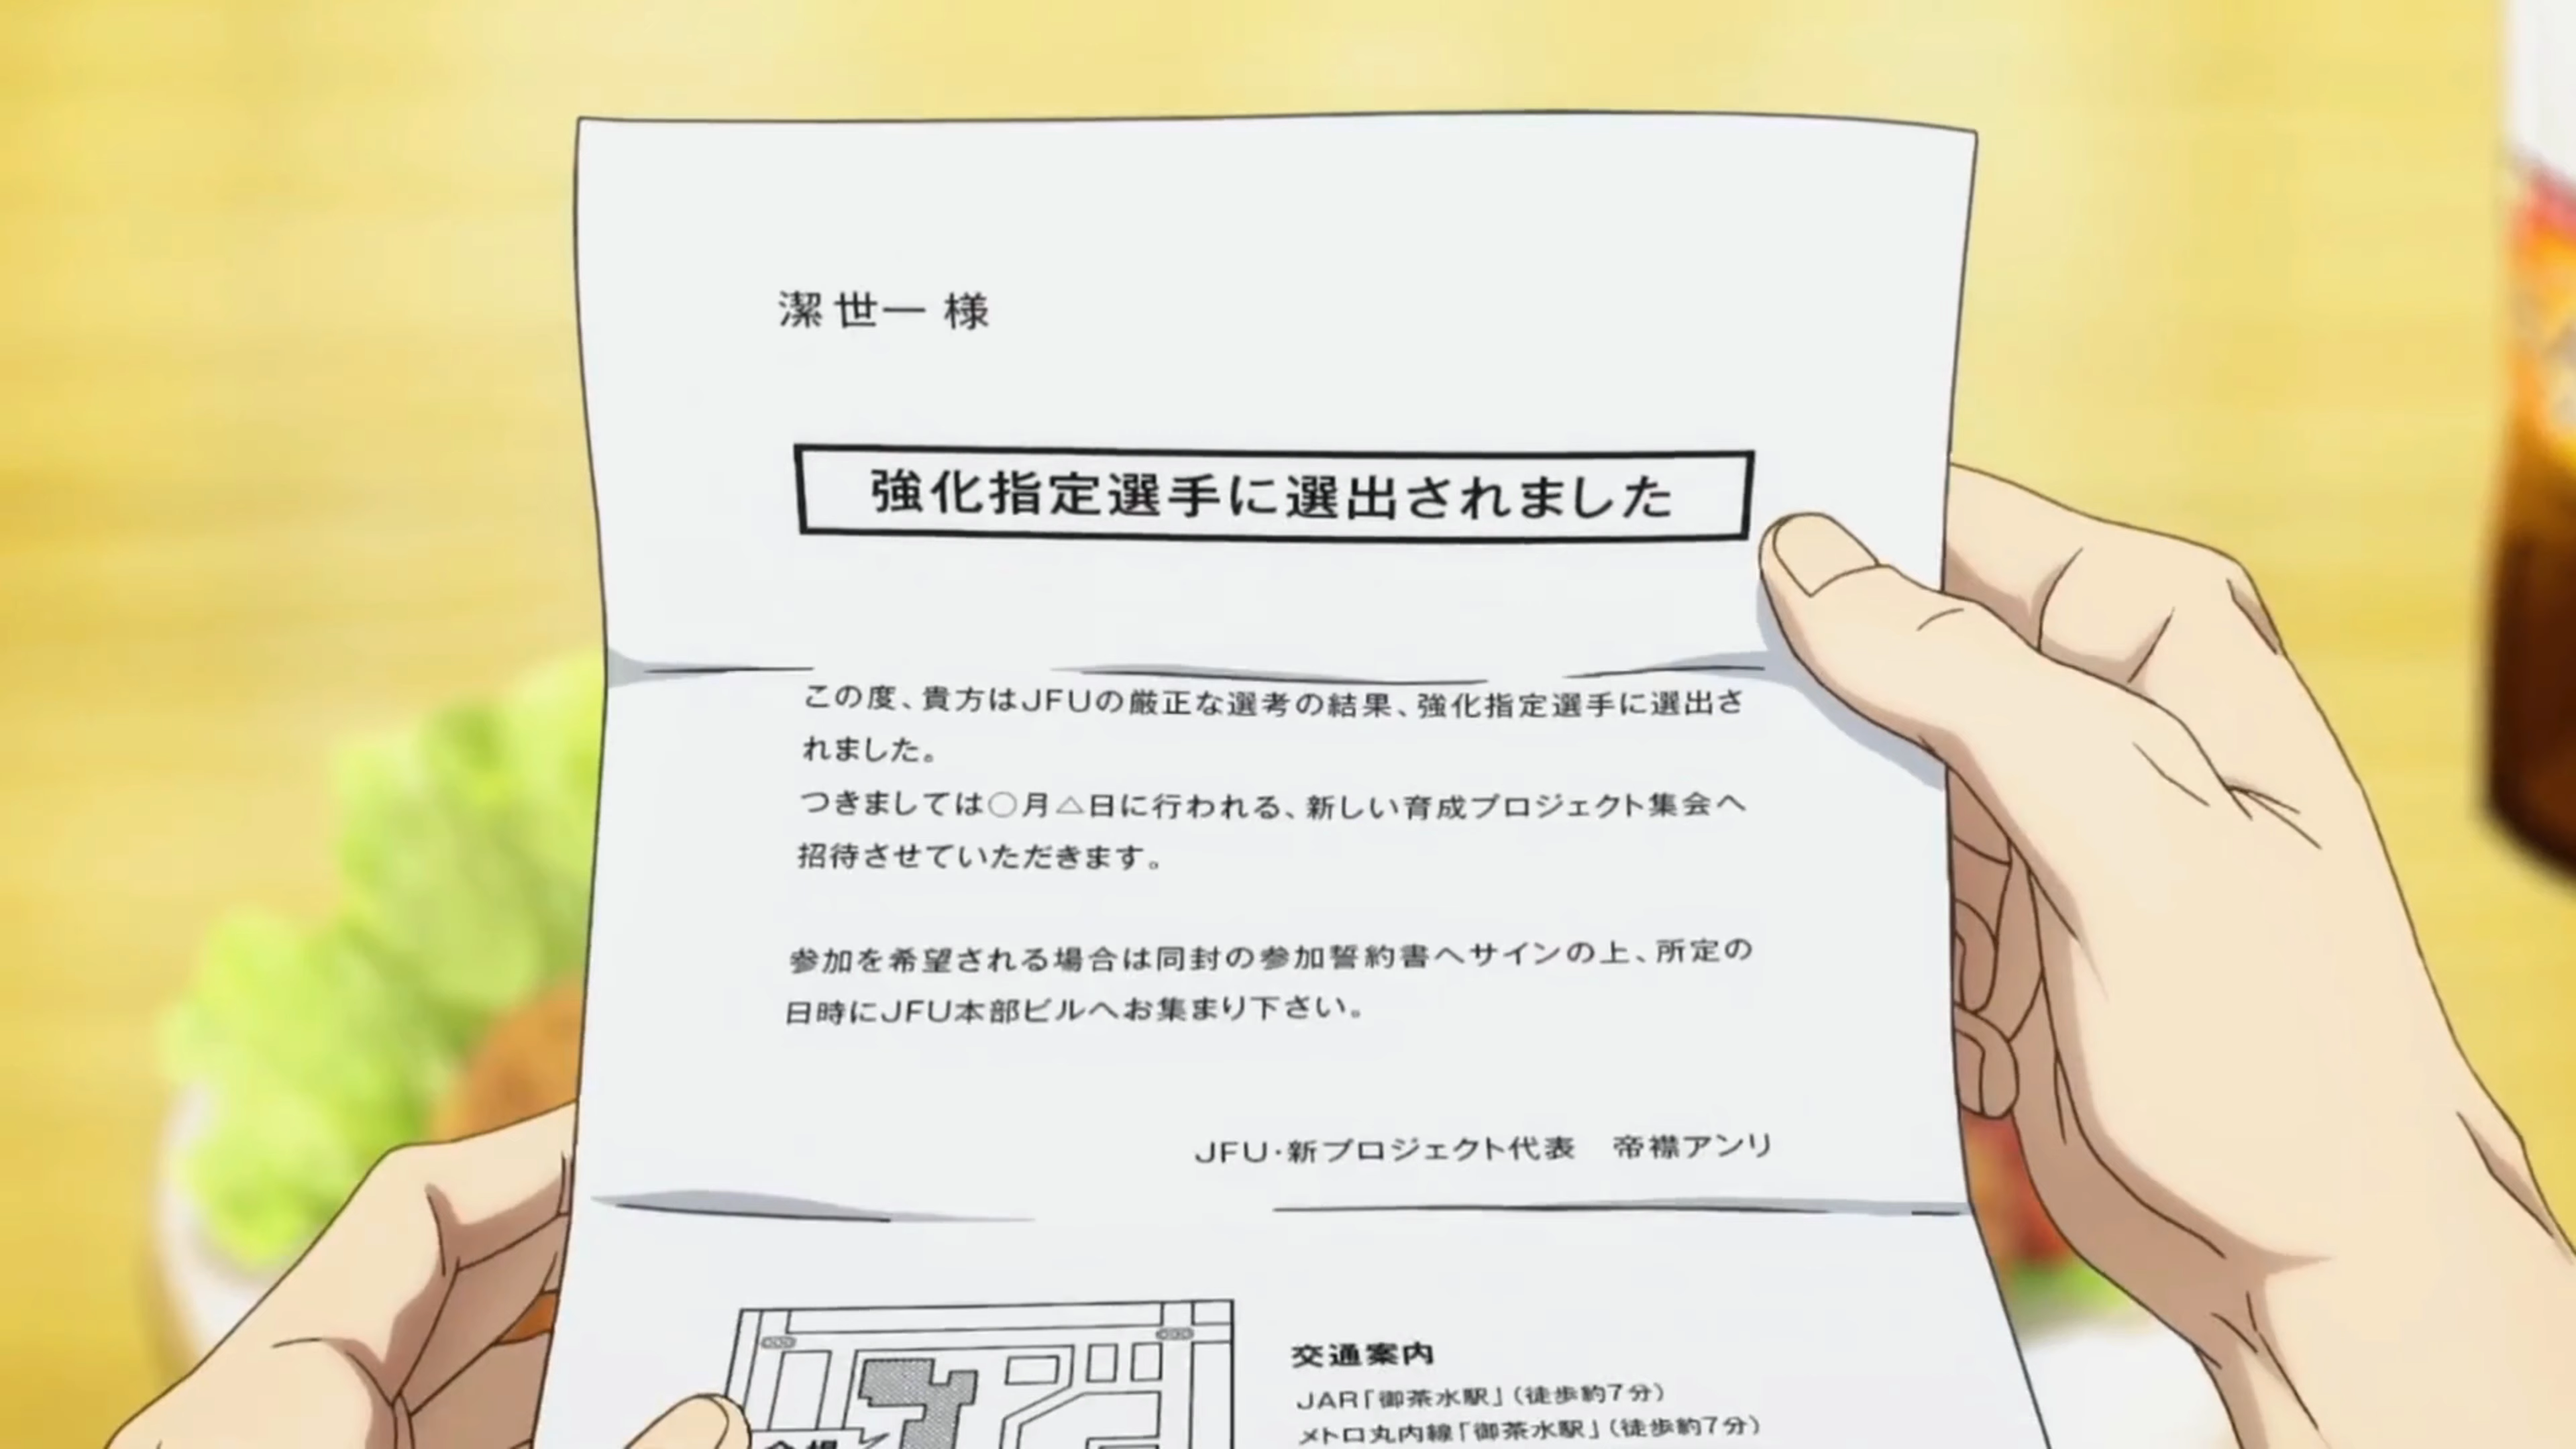 潔 世一 様
強化指定選手に選出されました
この度、貴方はJFUの厳正な選考の結果、強化指定選手に選出さ
れました。
つきましては○月△日に行われる、新しい育成プロジェクト集会へ
招待させていただきます。
参加を希望される場合は同封の参加誓約書へサインの上、所定の
日時にJFU本部ビルへお集まり下さい。
JFU・新プロジェクト代表　帝襟アンリ
交通案内
JAR「御茶水駅」（徒歩約7分）
メトロ丸内線「御茶水駅」（徒歩約7分）